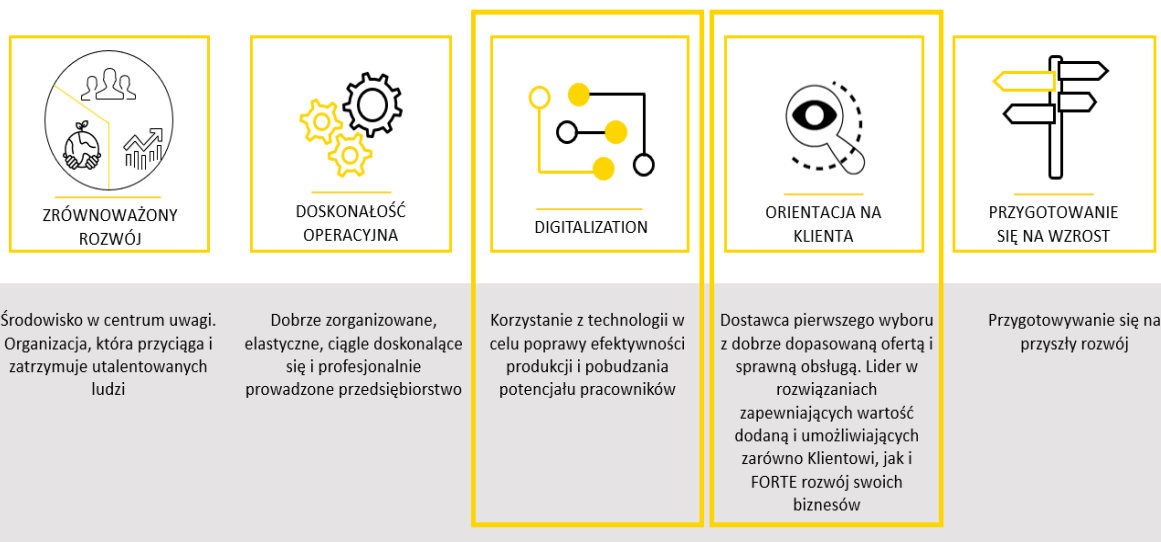 ZRÓWNOWAŻONY
ROZWÓJ
DOSKONAŁOŚĆ
OPERACYJNA
DIGITALIZATION
ORIENTACJA NA
KLIENTA
PRZYGOTOWANIE
SIĘ NA WZROST
Środowisko w centrum uwagi.
Organizacja, która przyciąga i
zatrzymuje utalentowanych
ludzi
Dobrze zorganizowane,
elastyczne, ciągle doskonalące
się i profesjonalnie
prowadzone przedsiębiorstwo
Korzystanie z technologii w
celu poprawy efektywności
produkcji i pobudzania
potencjału pracowników
Dostawca pierwszego wyboru
z dobrze dopasowaną ofertą i
sprawną obsługą. Lider w
rozwiązaniach
zapewniających wartość
dodaną i umożliwiających
zarówno Klientowi, jak i
FORTE rozwój swoich
biznesów
Przygotowywanie się na
przyszły rozwój